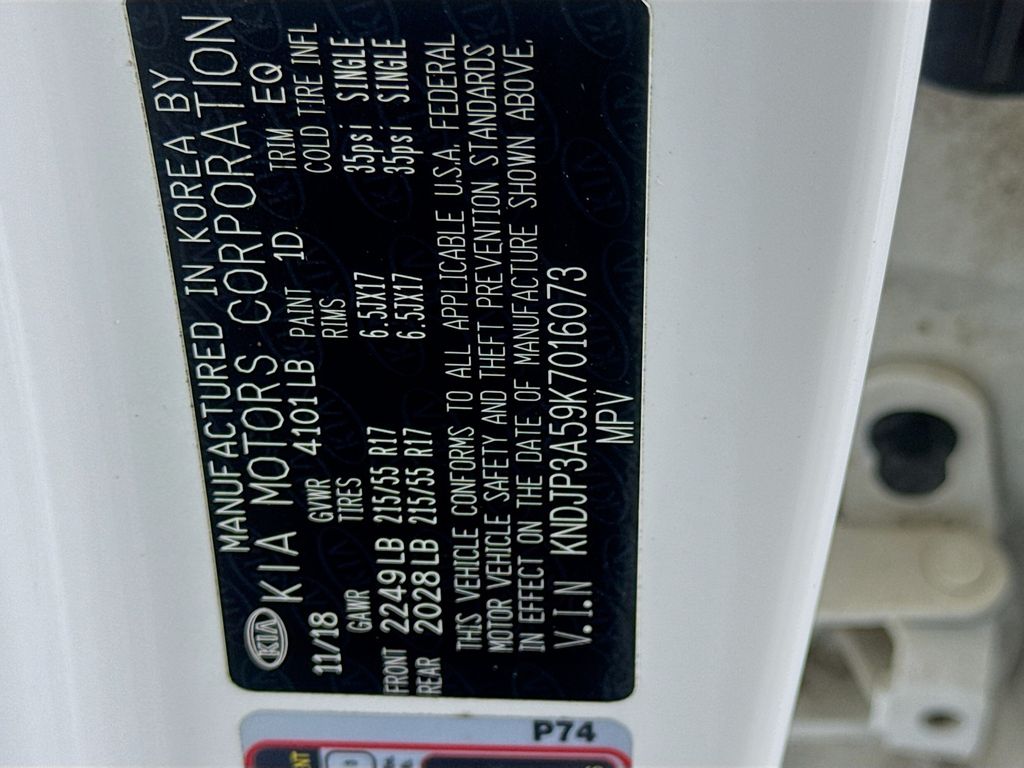 MANUFACTURED IN KOREA BY
KIA KIA MOTORS CORPORATION
11/18 GVWR 4101LB PAINT 1D TRIM EQ
GAWR TIRES RIMS COLD TIRE INFL
FRONT 2249LB 215/55 R17 6.5JX17 35psi SINGLE
REAR 2028LB 215/55 R17 6.5JX17 35psi SINGLE
THIS VEHICLE CONFORMS TO ALL APPLICABLE U.S.A. FEDERAL
MOTOR VEHICLE SAFETY AND THEFT PREVENTION STANDARDS
IN EFFECT ON THE DATE OF MANUFACTURE SHOWN ABOVE.
V.I.N KNDJP3A59K7016073
MPV
P74